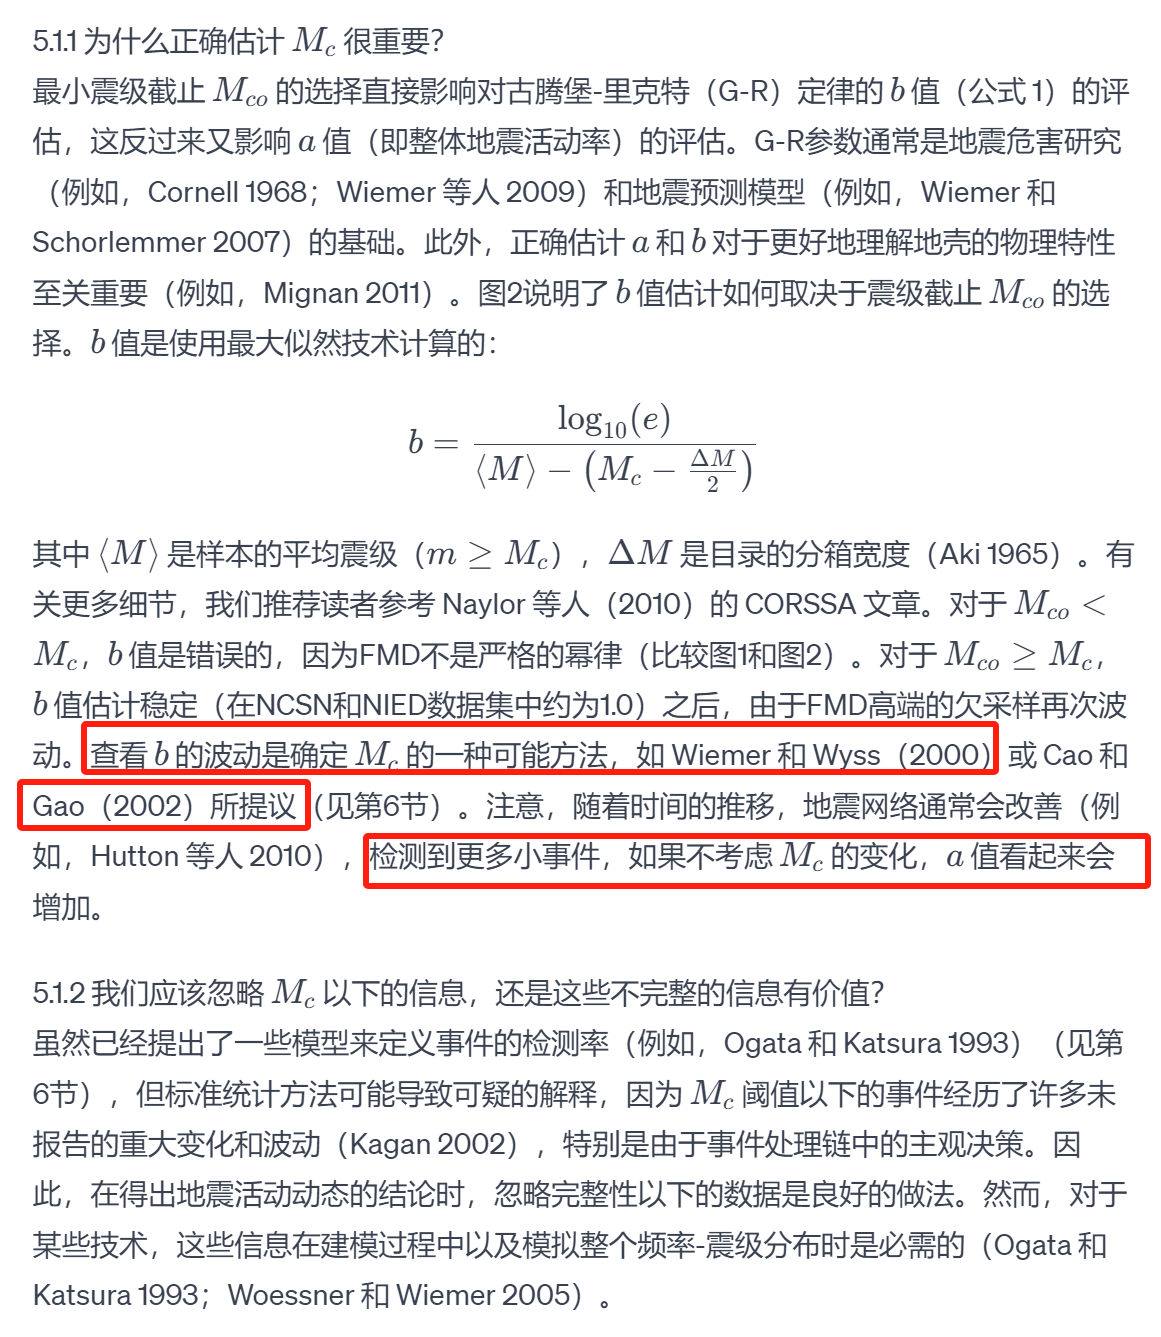 5.1.1 为什么正确估计 M_c 很重要？
最小震级截止 M_co 的选择直接影响对古腾堡-里克特（G-R）定律的 b 值（公式 1）的评
估，这反过来又影响 a 值（即整体地震活动率）的评估。G-R参数通常是地震危害研究
（例如，Cornell 1968；Wiemer 等人 2009）和地震预测模型（例如，Wiemer 和
Schorlemmer 2007）的基础。此外，正确估计 a 和 b 对于更好地理解地壳的物理特性
至关重要（例如，Mignan 2011）。图2说明了 b 值估计如何取决于震级截止 M_co 的选
择。b 值是使用最大似然技术计算的：
b = log_10(e) / (⟨M⟩ − (M_c − ΔM/2))
其中 ⟨M⟩ 是样本的平均震级（m ≥ M_c），ΔM 是目录的分箱宽度（Aki 1965）。有
关更多细节，我们推荐读者参考 Naylor 等人（2010）的 CORSSA 文章。对于 M_co <
M_c，b 值是错误的，因为FMD不是严格的幂律（比较图1和图2）。对于 M_co ≥ M_c，
b 值估计稳定（在NCSN和NIED数据集中约为1.0）之后，由于FMD高端的欠采样再次波
动。查看 b 的波动是确定 M_c 的一种可能方法，如 Wiemer 和 Wyss（2000）或 Cao 和
Gao（2002）所提议（见第6节）。注意，随着时间的推移，地震网络通常会改善（例
如，Hutton 等人 2010），检测到更多小事件，如果不考虑 M_c 的变化，a 值看起来会
增加。
5.1.2 我们应该忽略 M_c 以下的信息，还是这些不完整的信息有价值？
虽然已经提出了一些模型来定义事件的检测率（例如，Ogata 和 Katsura 1993）（见第
6节），但标准统计方法可能导致可疑的解释，因为 M_c 阈值以下的事件经历了许多未
报告的重大变化和波动（Kagan 2002），特别是由于事件处理链中的主观决策。因
此，在得出地震活动动态的结论时，忽略完整性以下的数据是良好的做法。然而，对于
某些技术，这些信息在建模过程中以及模拟整个频率-震级分布时是必需的（Ogata 和
Katsura 1993；Woessner 和 Wiemer 2005）。